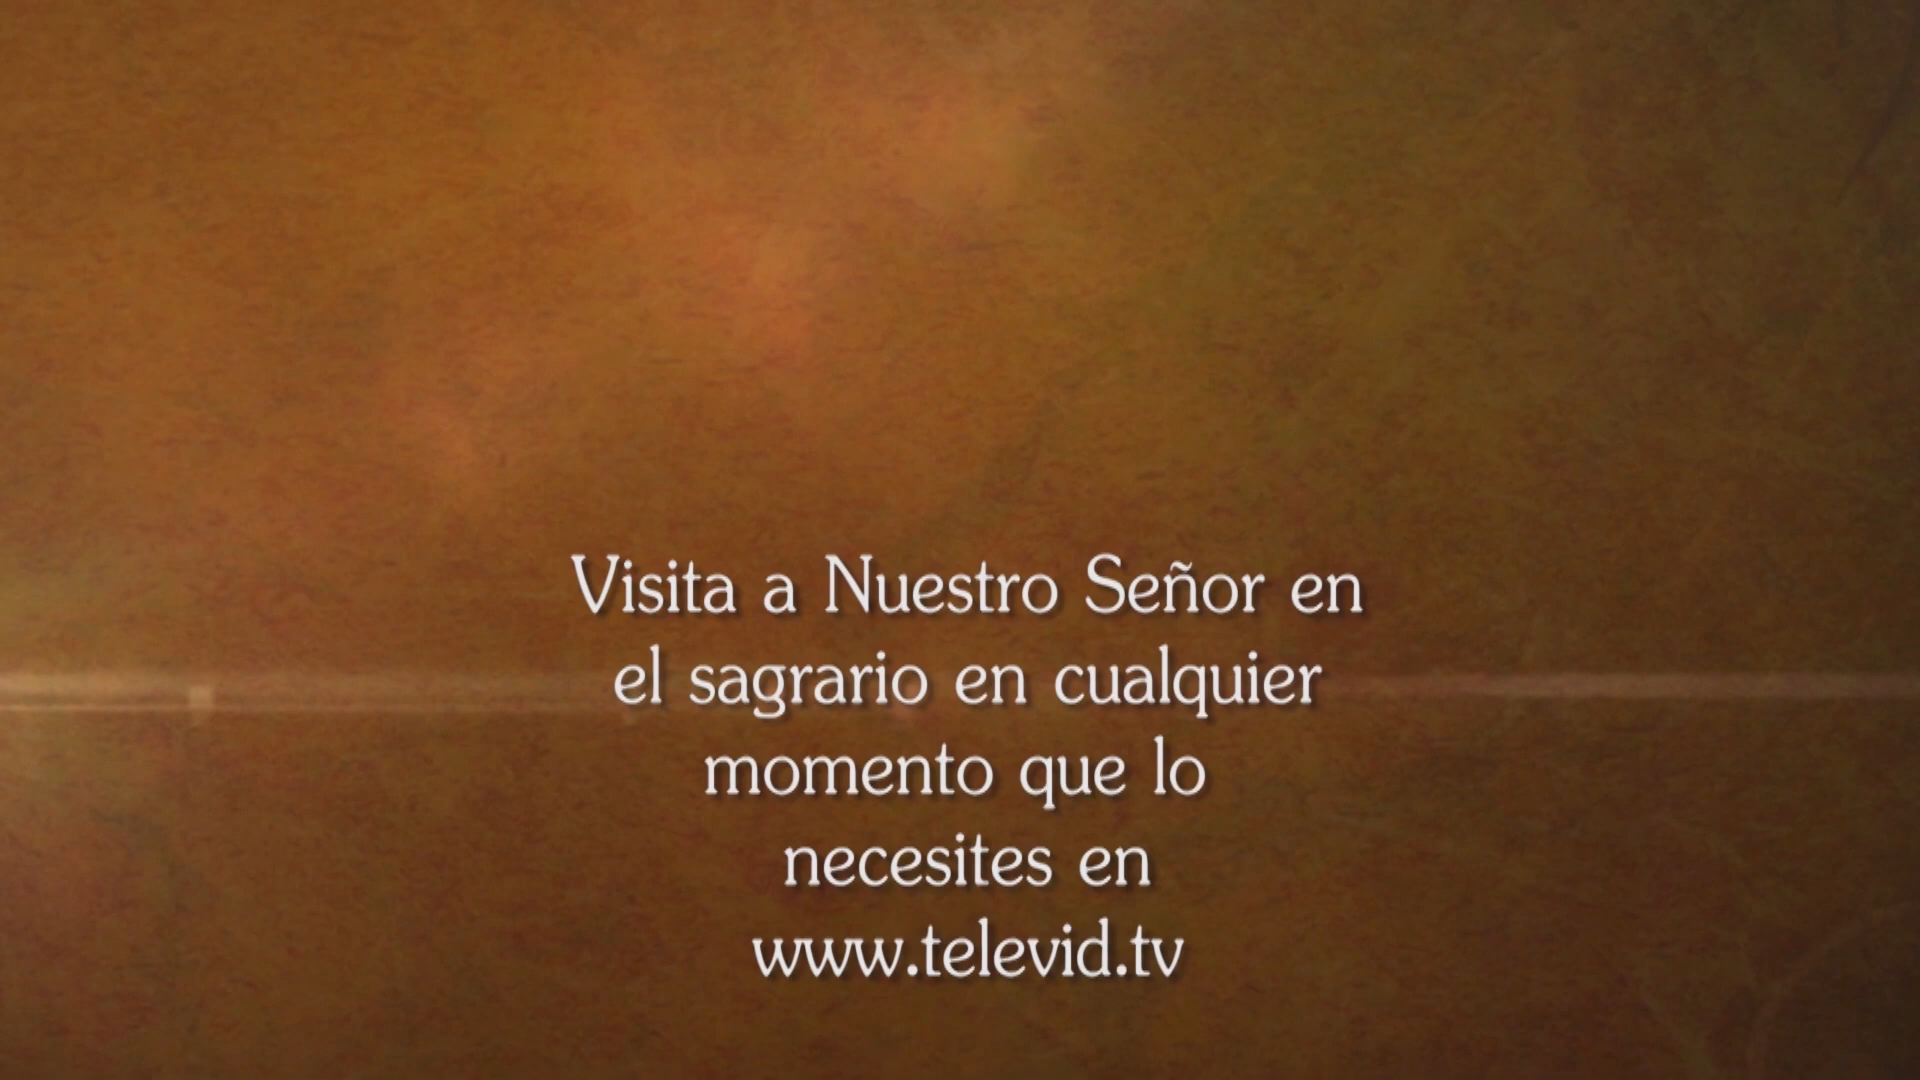 Visita a Nuestro Señor en
el sagrario en cualquier
momento que lo
necesites en
www.televid.tv